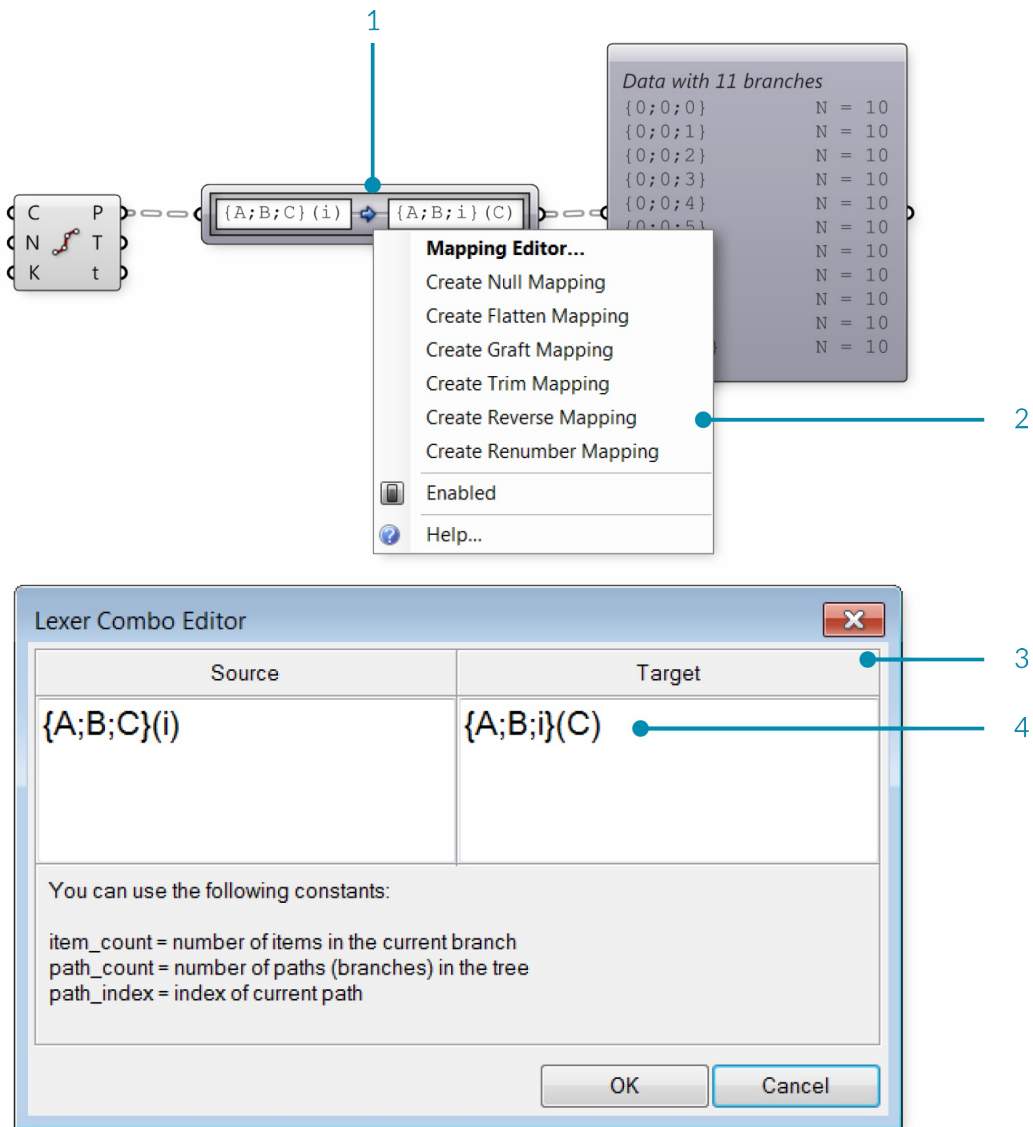 1
Data with 11 branches
{0;0;0} N = 10
{0;0;1} N = 10
{0;0;2} N = 10
{0;0;3} N = 10
{0;0;4} N = 10
{0;0;5} N = 10
N = 10
N = 10
N = 10
N = 10
N = 10
C P
N T
K t
{A;B;C}(i) {A;B;i}(C)
Mapping Editor...
Create Null Mapping
Create Flatten Mapping
Create Graft Mapping
Create Trim Mapping
Create Reverse Mapping
2
Create Renumber Mapping
Enabled
Help...
Lexer Combo Editor
Source Target
3
{A;B;C}(i) {A;B;i}(C)
4
You can use the following constants:
item_count = number of items in the current branch
path_count = number of paths (branches) in the tree
path_index = index of current path
OK Cancel